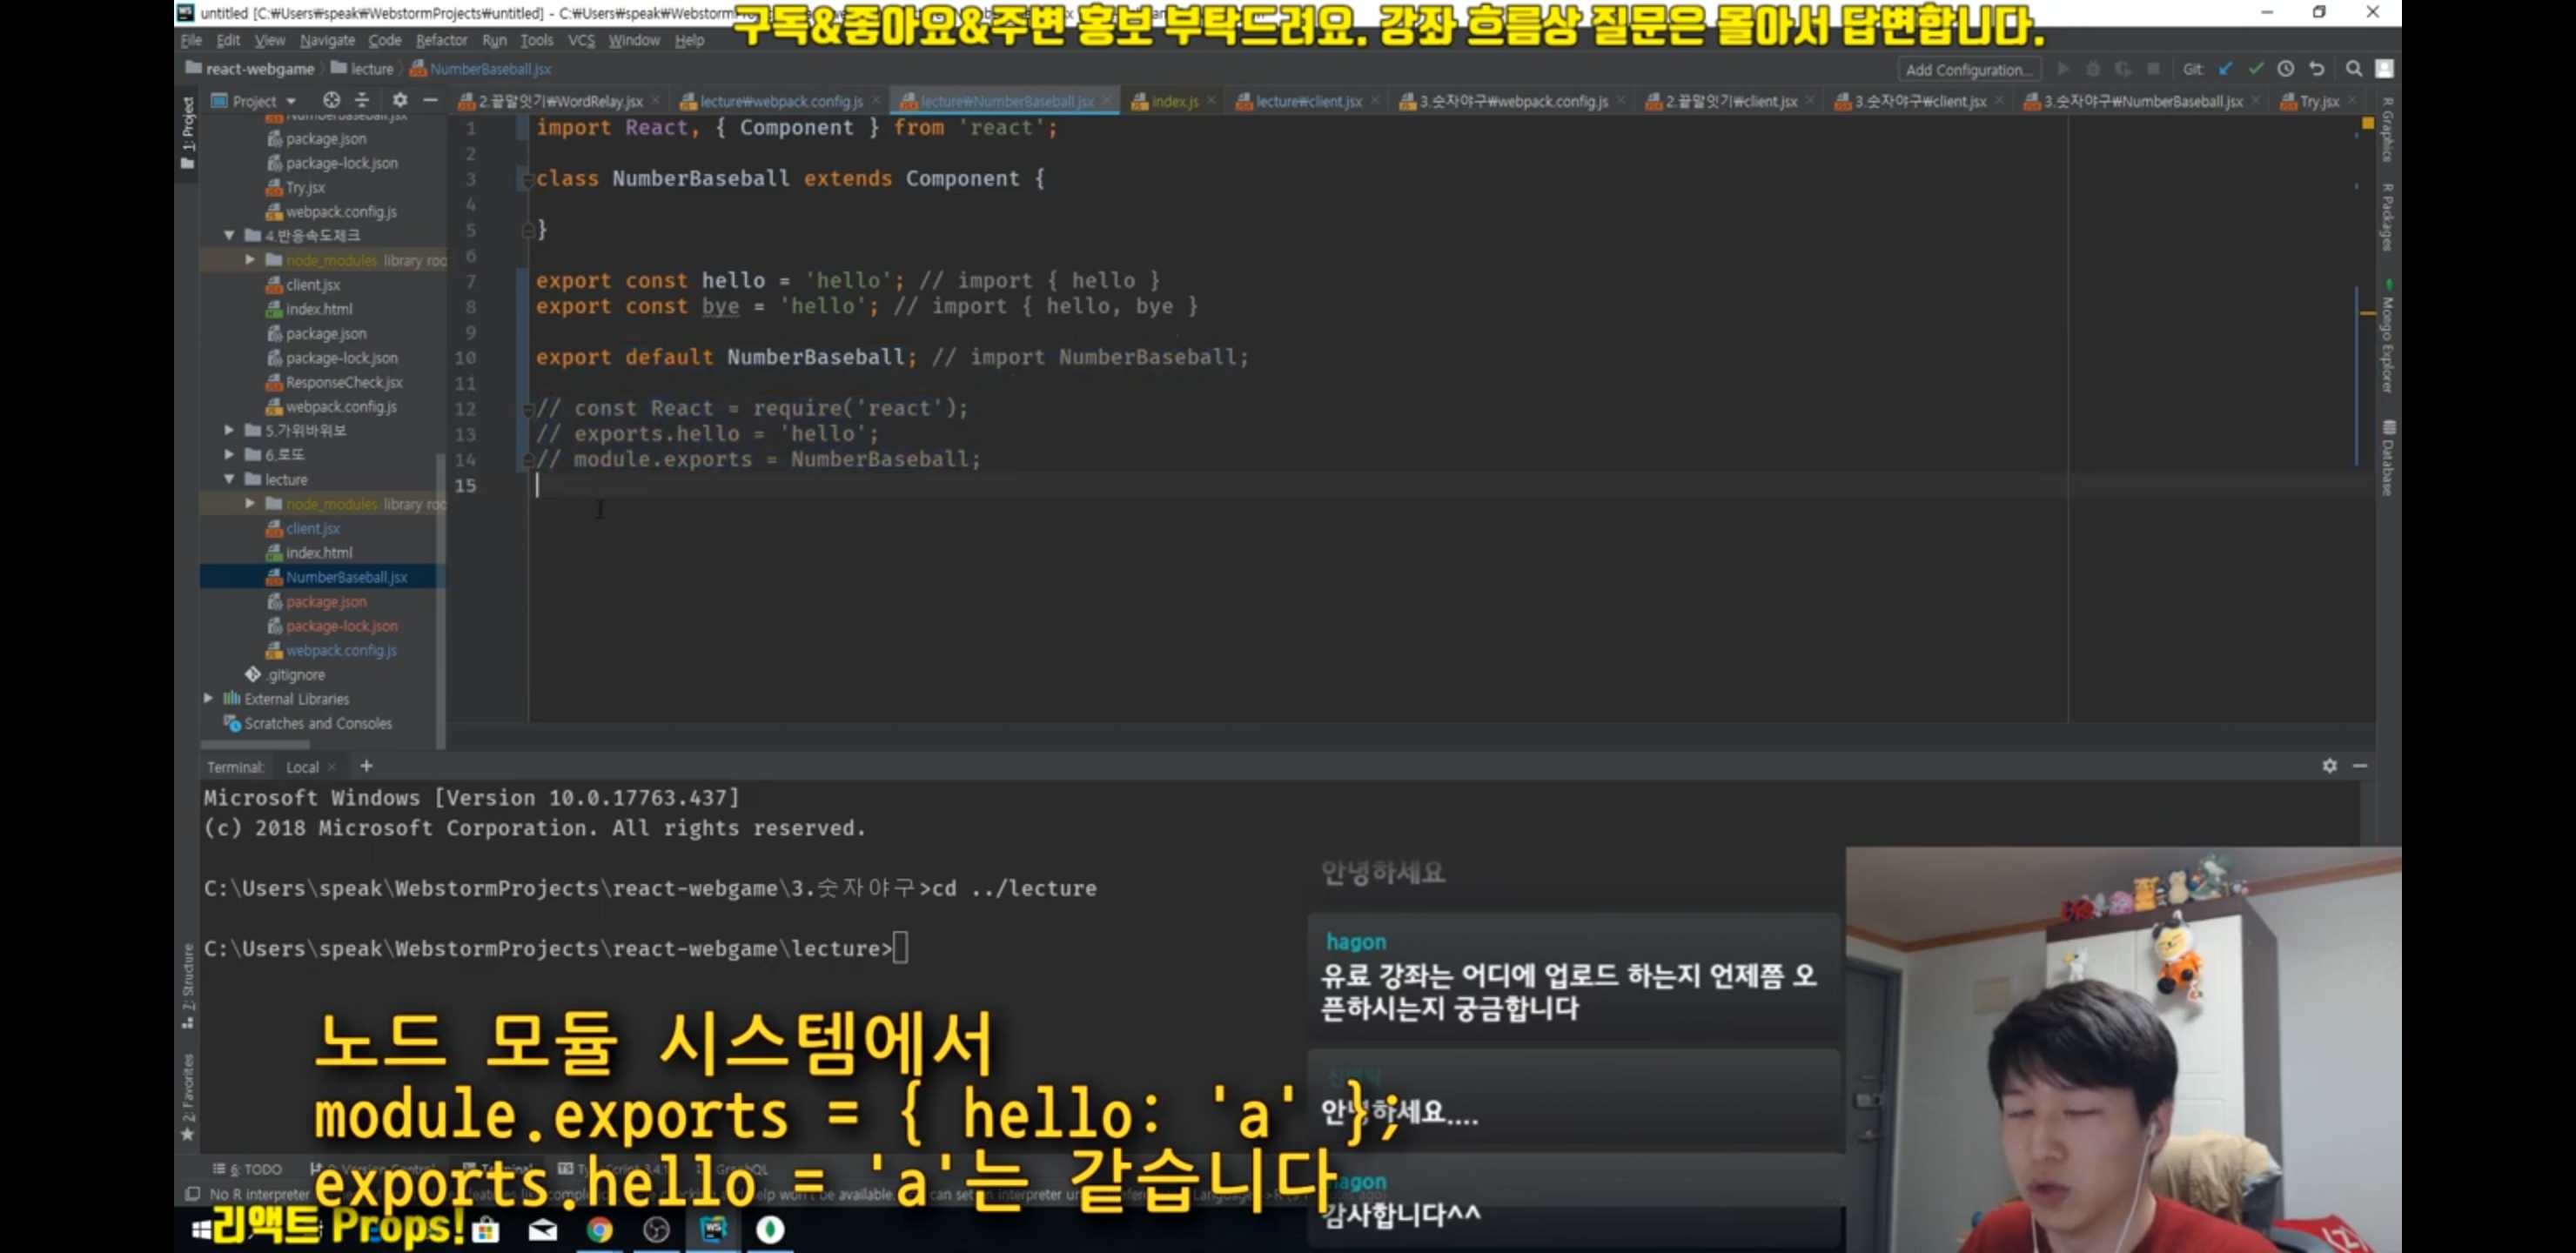 untitled [C:\Users\speak\WebstormProjects\untitled] - C:\Users\speak\Webstorm
구독&좋아요&주변 홍보 부탁드려요. 강좌 흐름상 질문은 몰아서 답변합니다.
File Edit View Navigate Code Refactor Run Tools VCS Window Help
react-webgame lecture NumberBaseball.jsx
Add Configuration... Git:
Project
2.끝말잇기₩WordRelay.jsx lecture₩webpack.config.js lecture₩NumberBaseball.jsx index.js lecture₩client.jsx 3.숫자야구₩webpack.config.js 2.끝말잇기₩client.jsx 3.숫자야구₩client.jsx 3.숫자야구₩NumberBaseball.jsx Try.jsx
1: Project
NumberBaseball.jsx
package.json
package-lock.json
Try.jsx
webpack.config.js
4.반응속도체크
node_modules library roo
client.jsx
index.html
package.json
package-lock.json
ResponseCheck.jsx
webpack.config.js
5.가위바위보
6.로또
lecture
node_modules library roo
client.jsx
index.html
NumberBaseball.jsx
package.json
package-lock.json
webpack.config.js
.gitignore
External Libraries
Scratches and Consoles
1 import React, { Component } from 'react';
2
3 class NumberBaseball extends Component {
4
5 }
6
7 export const hello = 'hello'; // import { hello }
8 export const bye = 'hello'; // import { hello, bye }
9
10 export default NumberBaseball; // import NumberBaseball;
11
12 // const React = require('react');
13 // exports.hello = 'hello';
14 // module.exports = NumberBaseball;
15
R Graphics
R Packages
Mongo Explorer
Database
Terminal: Local +
Microsoft Windows [Version 10.0.17763.437]
(c) 2018 Microsoft Corporation. All rights reserved.
C:\Users\speak\WebstormProjects\react-webgame\3.숫자야구>cd ../lecture
C:\Users\speak\WebstormProjects\react-webgame\lecture>
7: Structure
2: Favorites
안녕하세요
hagon
유료 강좌는 어디에 업로드 하는지 언제쯤 오
픈하시는지 궁금합니다
안녕하세요....
hagon
감사합니다^^
노드 모듈 시스템에서
module.exports = { hello: 'a' };
exports.hello = 'a'는 같습니다
6: TODO
No R interpreter
리액트 Props!